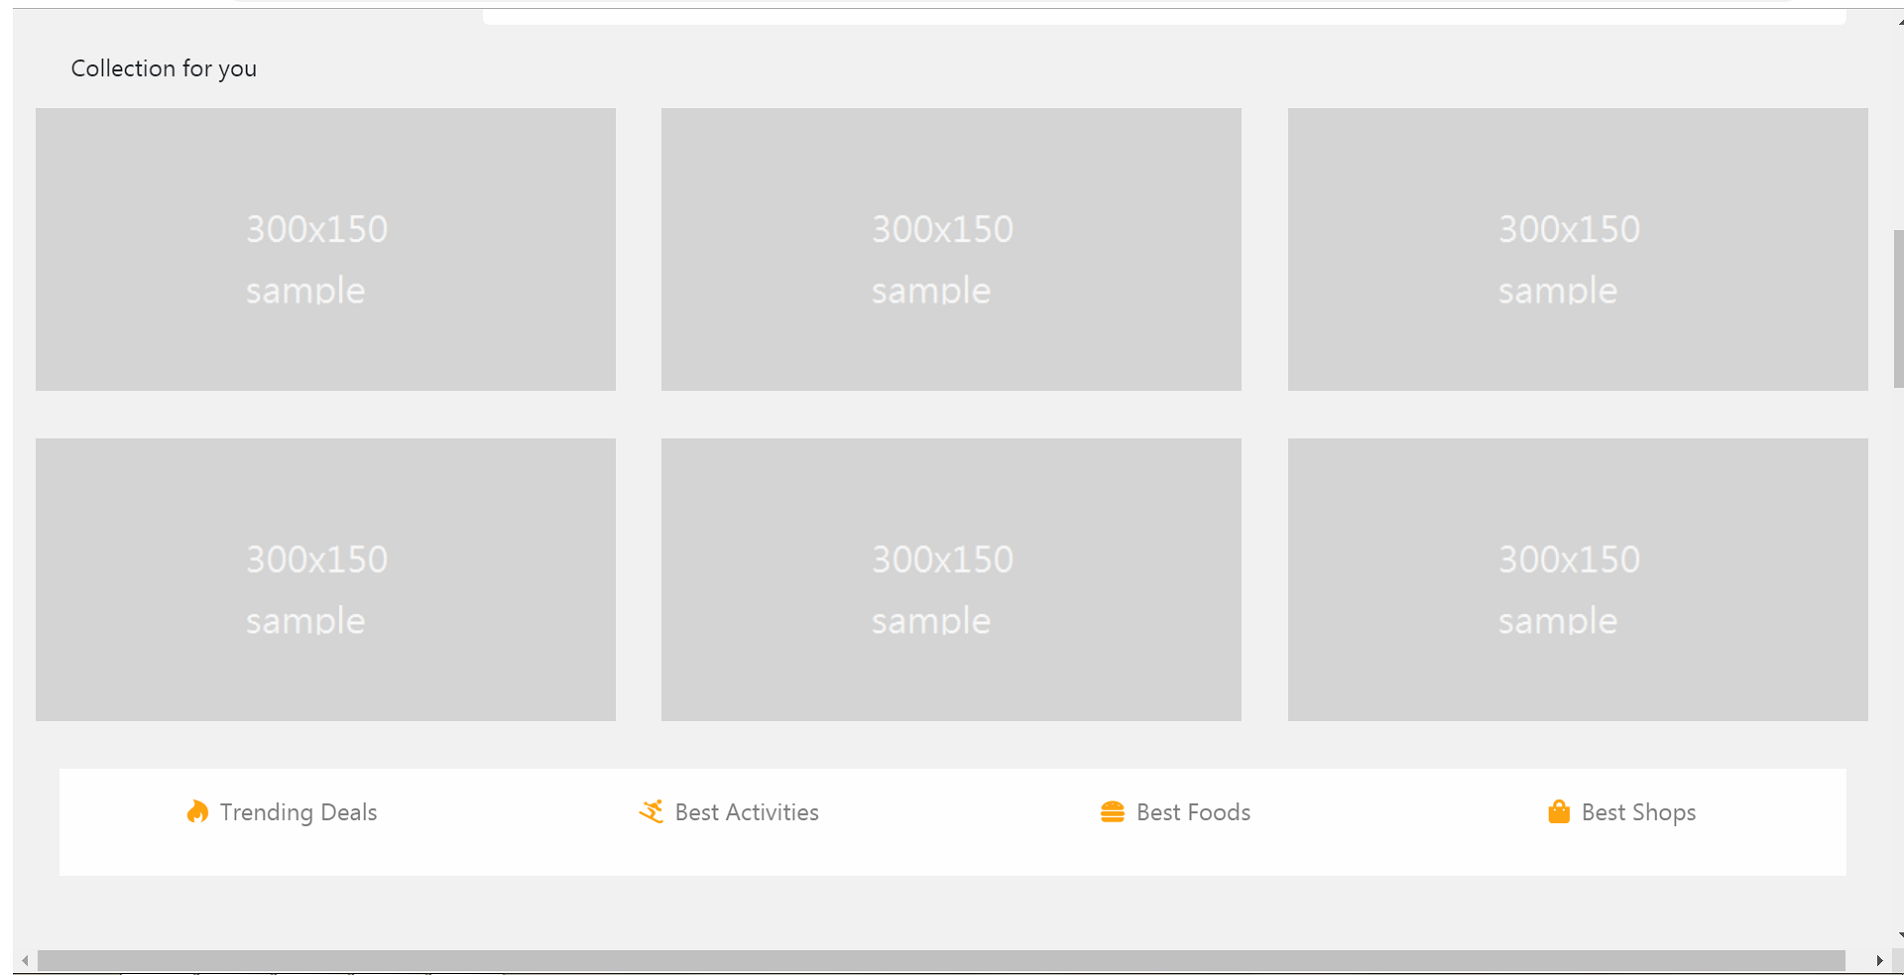 Collection for you
300x150
sample
300x150
sample
300x150
sample
300x150
sample
300x150
sample
300x150
sample
Trending Deals
Best Activities
Best Foods
Best Shops